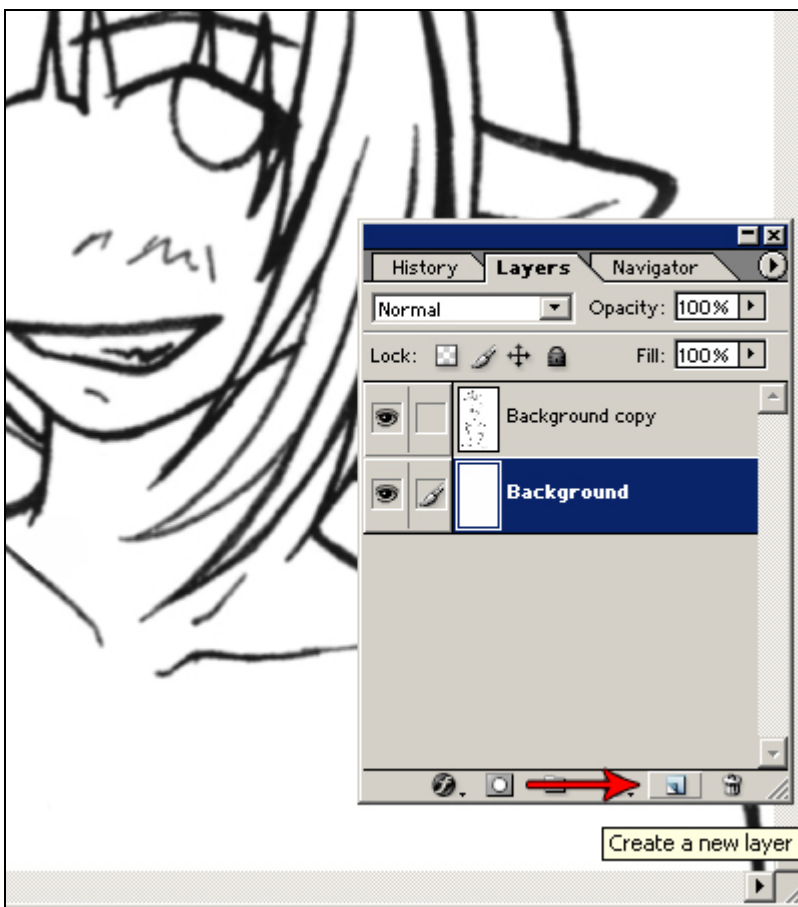 History Layers Navigator
Normal Opacity: 100%
Lock: Fill: 100%
Background copy
Background
Create a new layer